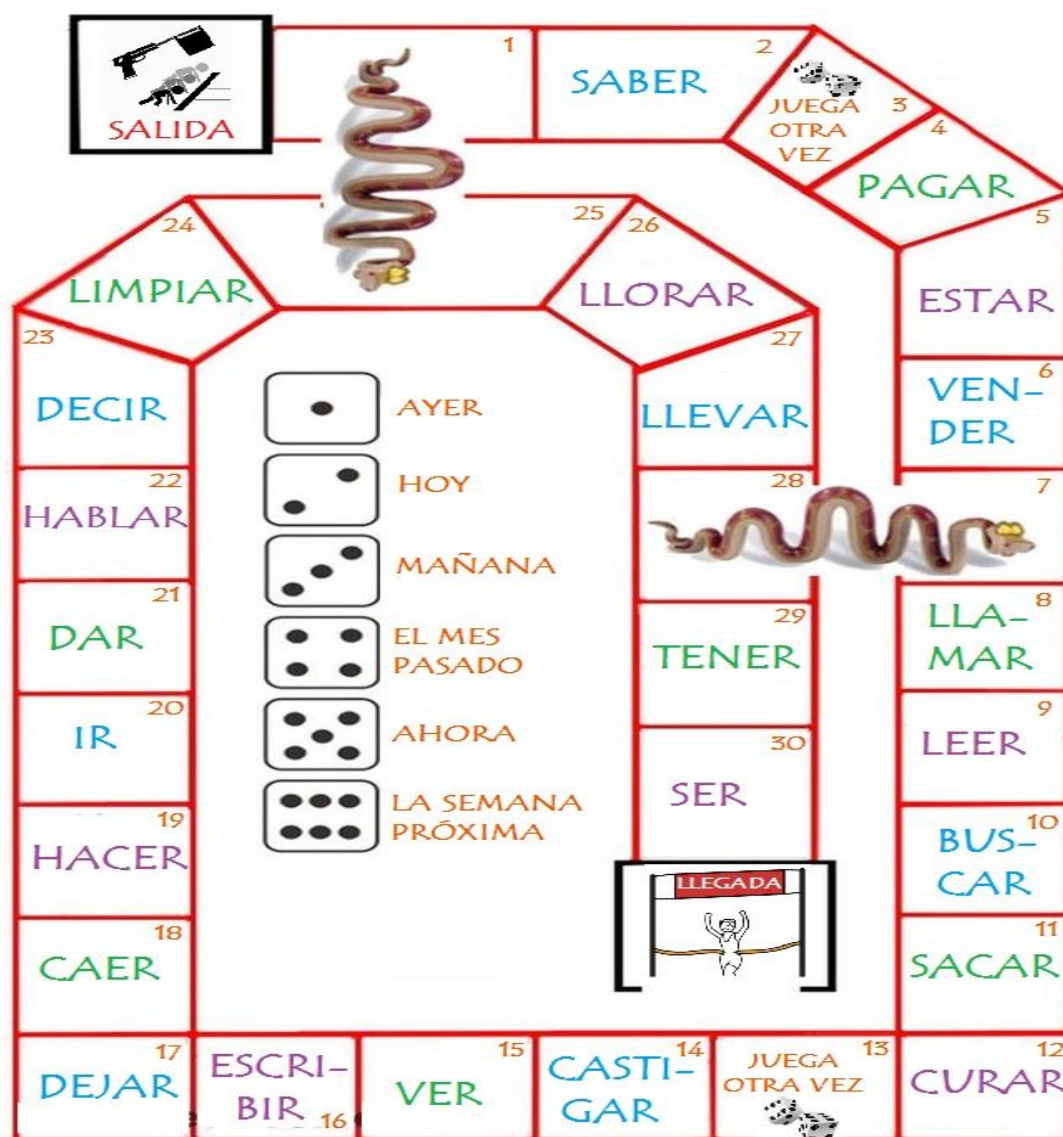 SALIDA
1
SABER
2
JUEGA
OTRA
VEZ
3
4
PAGAR
5
ESTAR
6
VEN-
DER
7
8
LLA-
MAR
9
LEER
10
BUS-
CAR
11
SACAR
12
CURAR
13
JUEGA
OTRA VEZ
14
CASTI-
GAR
15
VER
ESCRI-
BIR
16
17
DEJAR
18
CAER
19
HACER
20
IR
21
DAR
22
HABLAR
23
DECIR
24
LIMPIAR
25
26
LLORAR
27
LLEVAR
28
29
TENER
30
SER
LLEGADA
AYER
HOY
MAÑANA
EL MES
PASADO
AHORA
LA SEMANA
PRÓXIMA